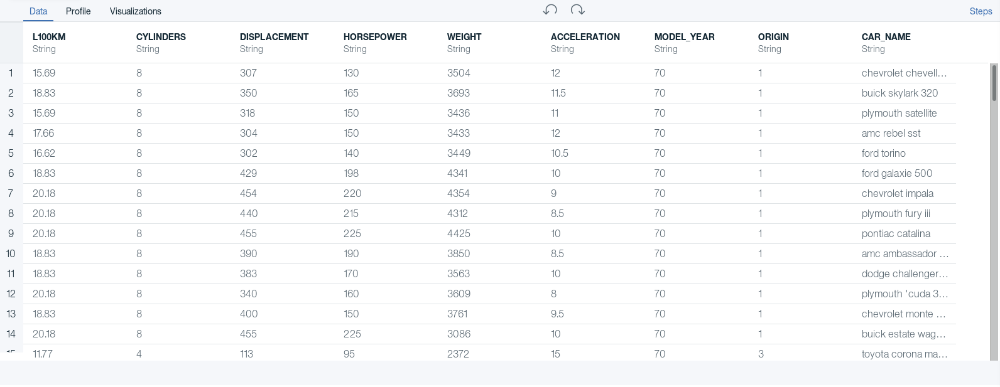 Data Profile Visualizations Steps
L100KM CYLINDERS DISPLACEMENT HORSEPOWER WEIGHT ACCELERATION MODEL_YEAR ORIGIN CAR_NAME
String String String String String String String String String
1 15.69 8 307 130 3504 12 70 1 chevrolet chevell...
2 18.83 8 350 165 3693 11.5 70 1 buick skylark 320
3 15.69 8 318 150 3436 11 70 1 plymouth satellite
4 17.66 8 304 150 3433 12 70 1 amc rebel sst
5 16.62 8 302 140 3449 10.5 70 1 ford torino
6 18.83 8 429 198 4341 10 70 1 ford galaxie 500
7 20.18 8 454 220 4354 9 70 1 chevrolet impala
8 20.18 8 440 215 4312 8.5 70 1 plymouth fury iii
9 20.18 8 455 225 4425 10 70 1 pontiac catalina
10 18.83 8 390 190 3850 8.5 70 1 amc ambassador ...
11 18.83 8 383 170 3563 10 70 1 dodge challenger...
12 20.18 8 340 160 3609 8 70 1 plymouth 'cuda 3...
13 18.83 8 400 150 3761 9.5 70 1 chevrolet monte ...
14 20.18 8 455 225 3086 10 70 1 buick estate wag...
15 11.77 4 113 95 2372 15 70 3 toyota corona ma...